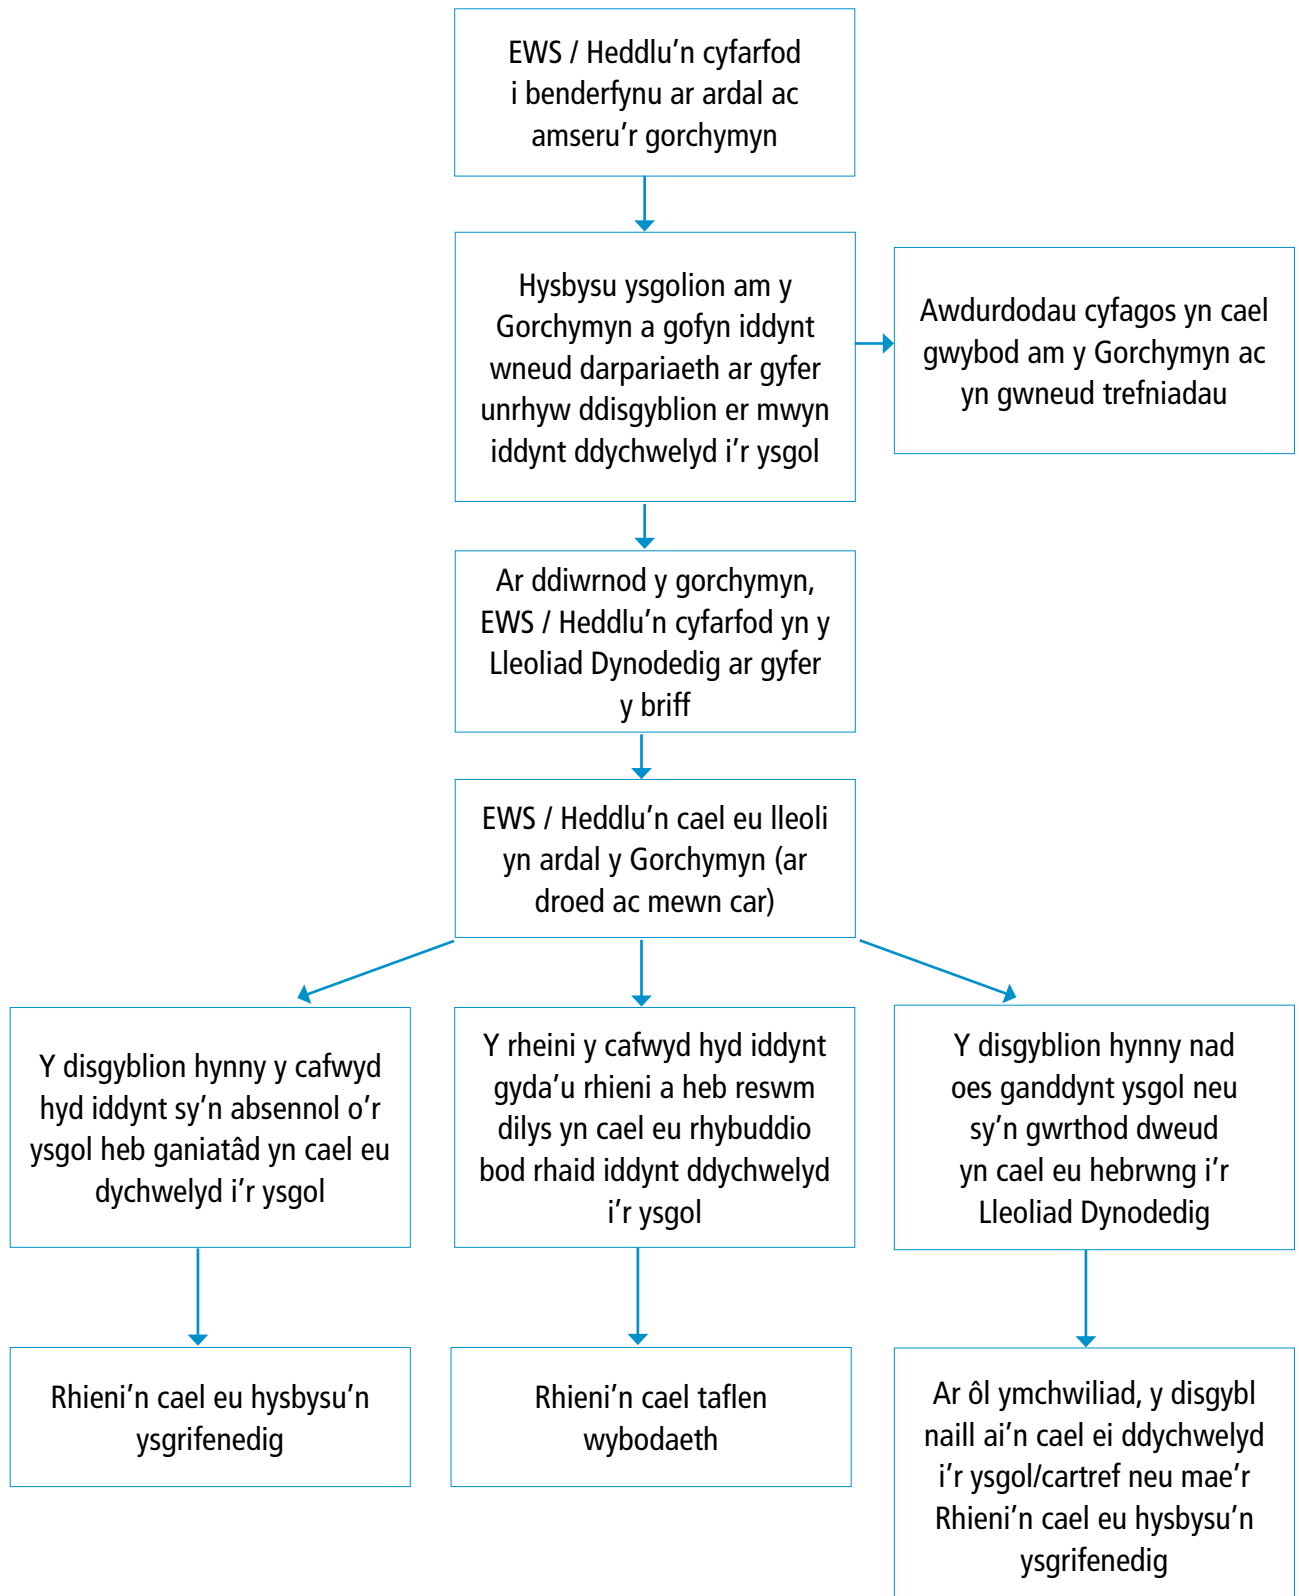 EWS / Heddlu’n cyfarfod
i benderfynu ar ardal ac
amseru’r gorchymyn
Hysbysu ysgolion am y
Gorchymyn a gofyn iddynt
wneud darpariaeth ar gyfer
unrhyw ddisgyblion er mwyn
iddynt ddychwelyd i’r ysgol
Awdurdodau cyfagos yn cael
gwybod am y Gorchymyn ac
yn gwneud trefniadau
Ar ddiwrnod y gorchymyn,
EWS / Heddlu’n cyfarfod yn y
Lleoliad Dynodedig ar gyfer
y briff
EWS / Heddlu’n cael eu lleoli
yn ardal y Gorchymyn (ar
droed ac mewn car)
Y disgyblion hynny y cafwyd
hyd iddynt sy’n absennol o’r
ysgol heb ganiatâd yn cael eu
dychwelyd i’r ysgol
Y rheini y cafwyd hyd iddynt
gyda’u rhieni a heb reswm
dilys yn cael eu rhybuddio
bod rhaid iddynt ddychwelyd
i’r ysgol
Y disgyblion hynny nad
oes ganddynt ysgol neu
sy’n gwrthod dweud
yn cael eu hebrwng i’r
Lleoliad Dynodedig
Rhieni’n cael eu hysbysu’n
ysgrifenedig
Rhieni’n cael taflen
wybodaeth
Ar ôl ymchwiliad, y disgybl
naill ai’n cael ei ddychwelyd
i’r ysgol/cartref neu mae’r
Rhieni’n cael eu hysbysu’n
ysgrifenedig